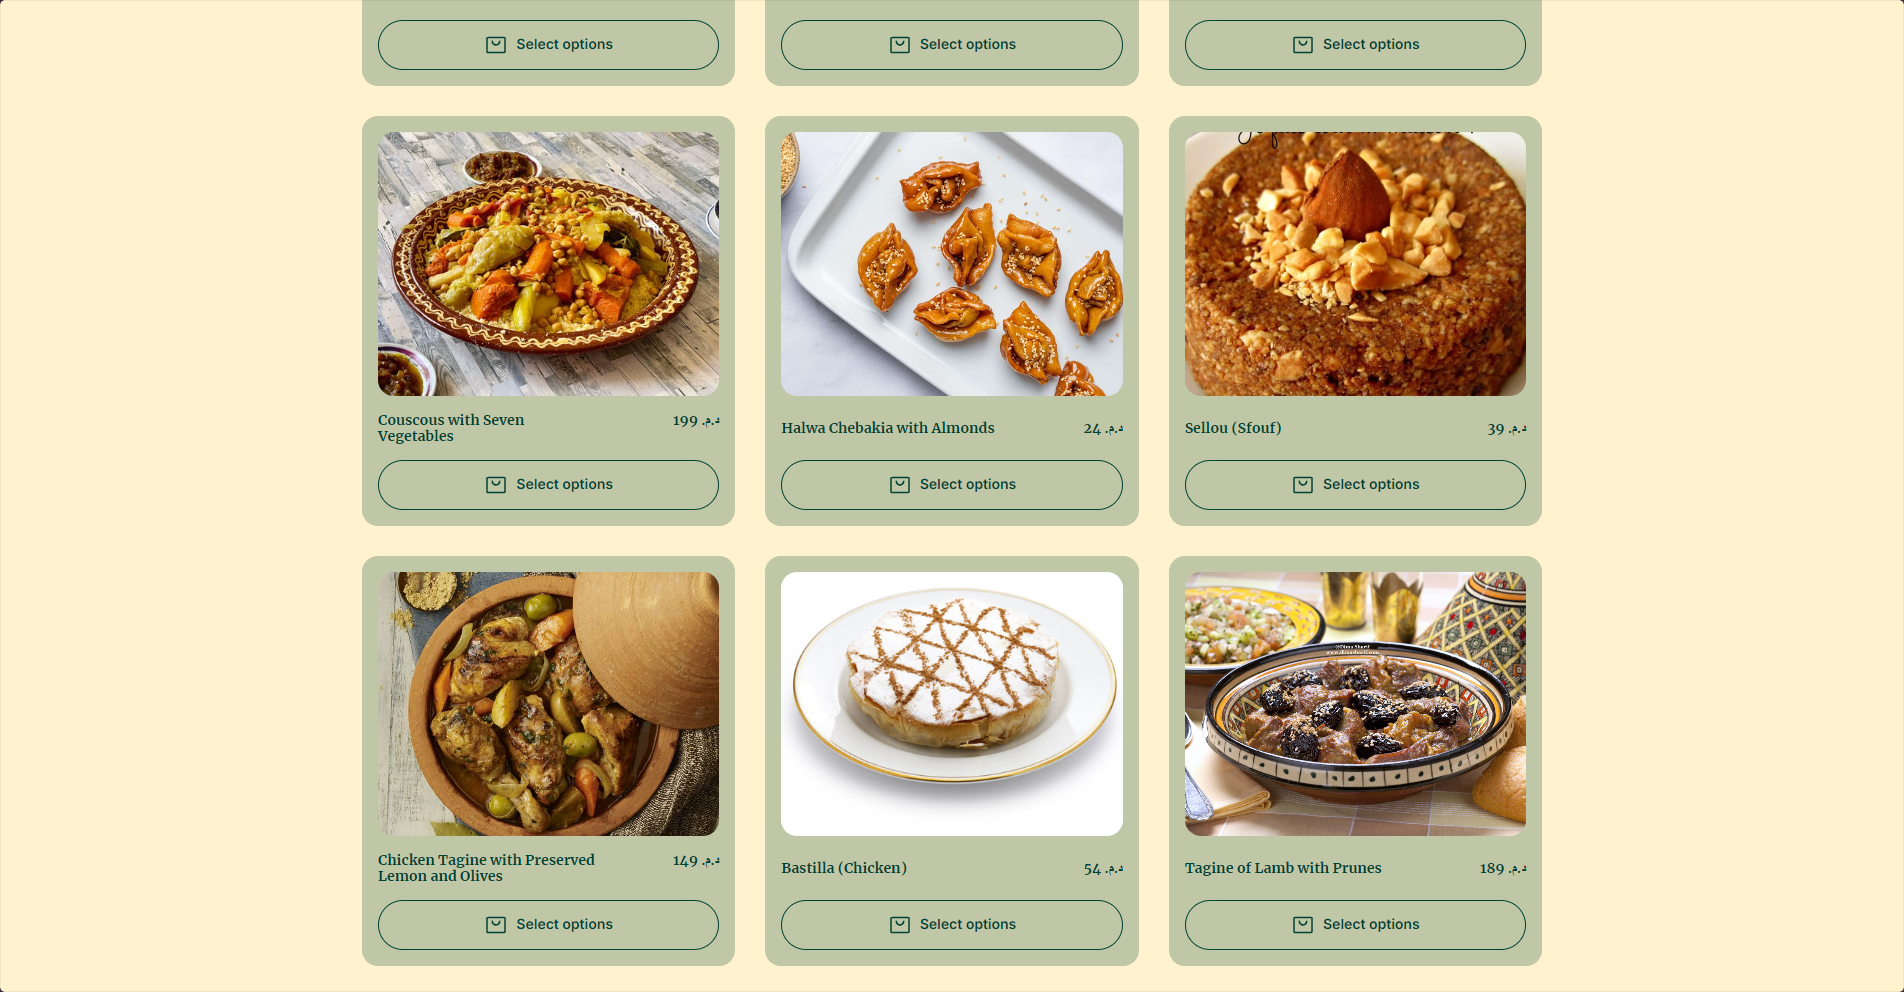 Select options
Select options
Select options
Couscous with Seven
Vegetables
199 د.م.
Halwa Chebakia with Almonds
24 د.م.
Sellou (Sfouf)
39 د.م.
Select options
Select options
Select options
Chicken Tagine with Preserved
Lemon and Olives
149 د.م.
Bastilla (Chicken)
54 د.م.
Tagine of Lamb with Prunes
189 د.م.
Select options
Select options
Select options